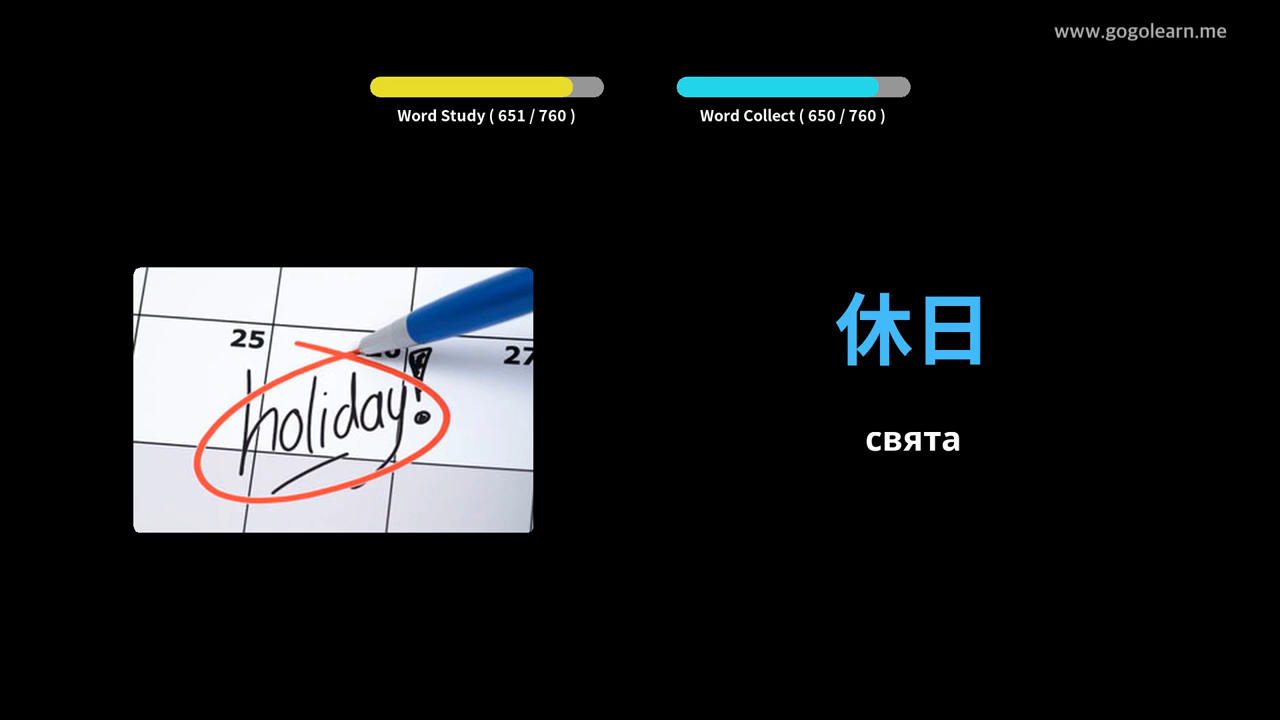 www.gogolearn.me
Word Study ( 651 / 760 )
Word Collect ( 650 / 760 )
25
27
holiday!
休日
свята